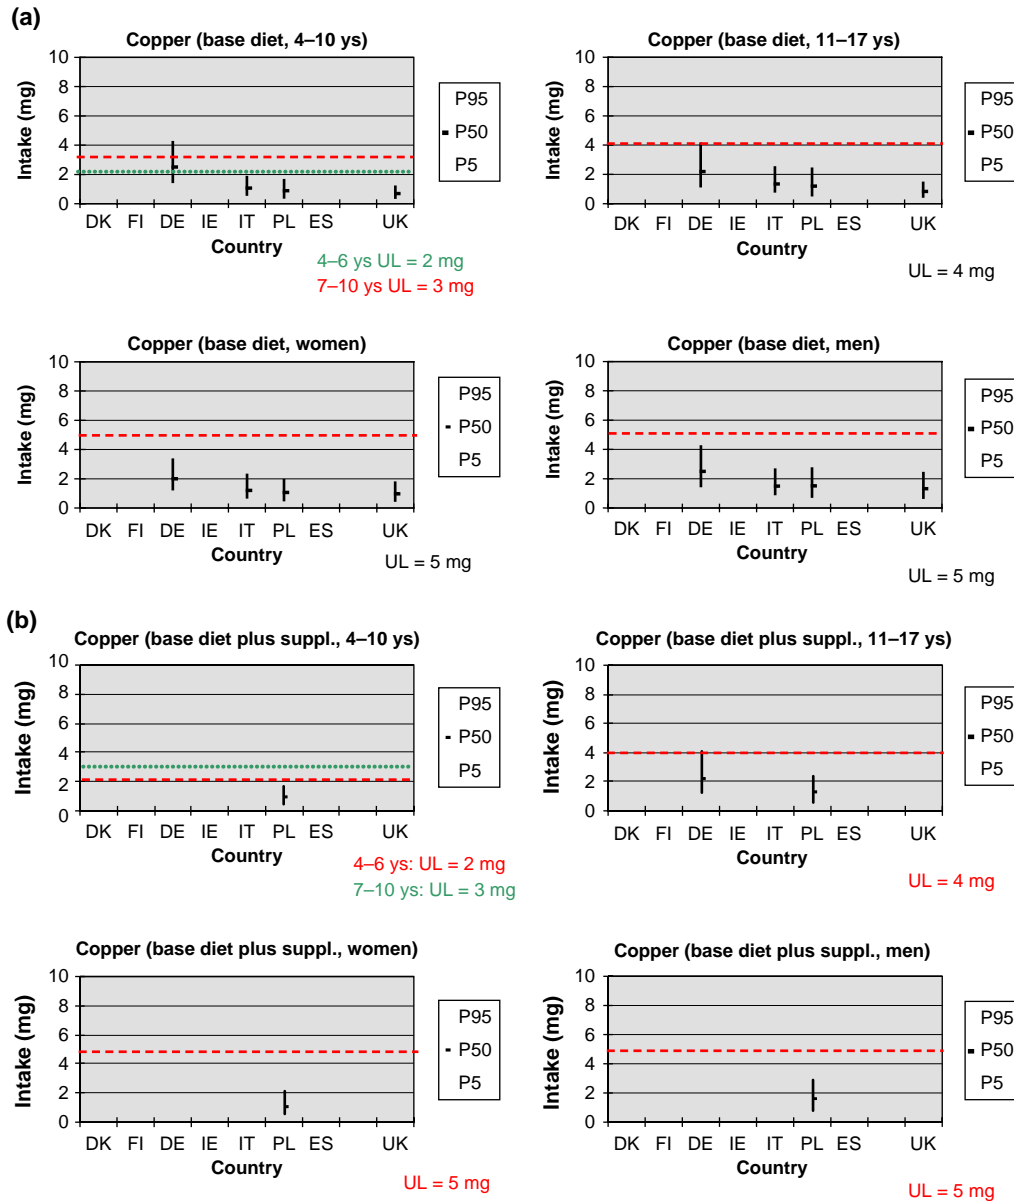 (a)
Copper (base diet, 4–10 ys)
Intake (mg)
10
8
6
4
2
0
DK FI DE IE IT PL ES UK
Country
P95
P50
P5
4–6 ys UL = 2 mg
7–10 ys UL = 3 mg
Copper (base diet, 11–17 ys)
Intake (mg)
10
8
6
4
2
0
DK FI DE IE IT PL ES UK
Country
P95
P50
P5
UL = 4 mg
Copper (base diet, women)
Intake (mg)
10
8
6
4
2
0
DK FI DE IE IT PL ES UK
Country
P95
P50
P5
UL = 5 mg
Copper (base diet, men)
Intake (mg)
10
8
6
4
2
0
DK FI DE IE IT PL ES UK
Country
P95
P50
P5
UL = 5 mg
(b)
Copper (base diet plus suppl., 4–10 ys)
Intake (mg)
10
8
6
4
2
0
DK FI DE IE IT PL ES UK
Country
P95
P50
P5
4–6 ys: UL = 2 mg
7–10 ys: UL = 3 mg
Copper (base diet plus suppl., 11–17 ys)
Intake (mg)
10
8
6
4
2
0
DK FI DE IE IT PL ES UK
Country
P95
P50
P5
UL = 4 mg
Copper (base diet plus suppl., women)
Intake (mg)
10
8
6
4
2
0
DK FI DE IE IT PL ES UK
Country
P95
P50
P5
UL = 5 mg
Copper (base diet plus suppl., men)
Intake (mg)
10
8
6
4
2
0
DK FI DE IE IT PL ES UK
Country
P95
P50
P5
UL = 5 mg